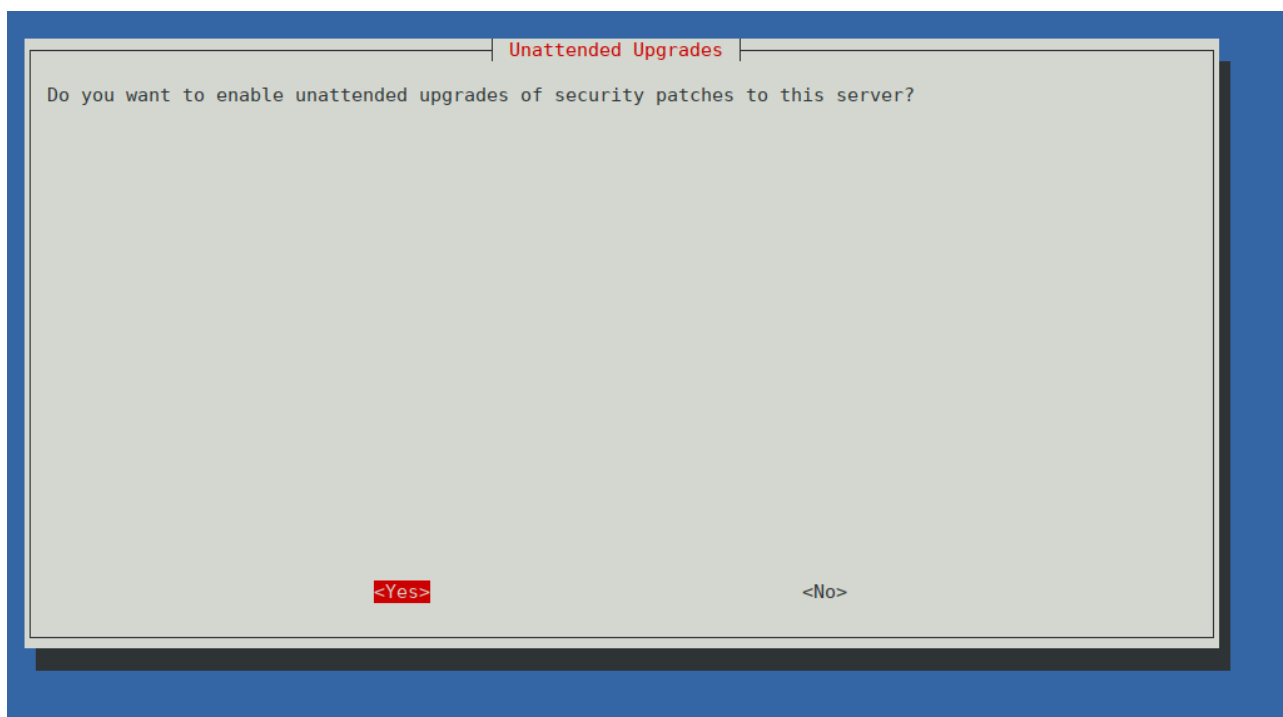 Unattended Upgrades
Do you want to enable unattended upgrades of security patches to this server?
<Yes> <No>